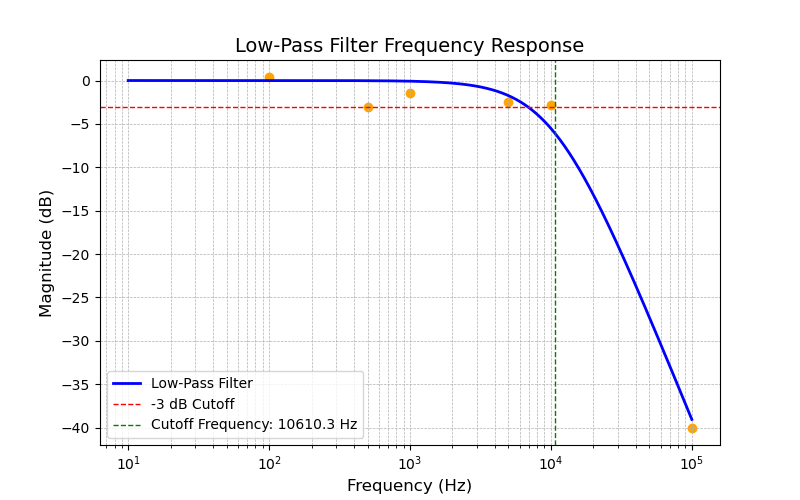 Low-Pass Filter Frequency Response
Magnitude (dB)
0
−5
−10
−15
−20
−25
−30
−35
−40
Low-Pass Filter
-3 dB Cutoff
Cutoff Frequency: 10610.3 Hz
10¹ 10² 10³ 10⁴ 10⁵
Frequency (Hz)